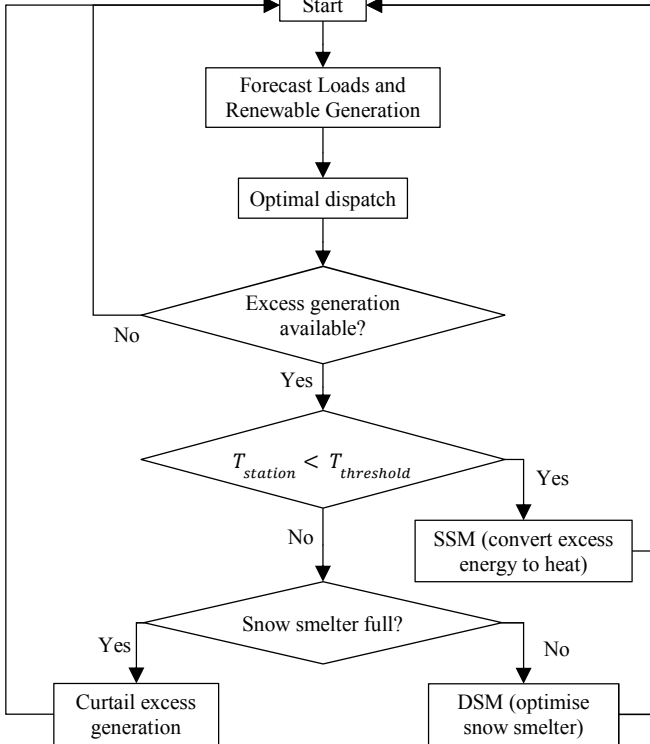 Start
Forecast Loads and
Renewable Generation
Optimal dispatch
Excess generation
available?
No
Yes
T_station < T_threshold
Yes
No
SSM (convert excess
energy to heat)
Snow smelter full?
Yes
No
Curtail excess
generation
DSM (optimise
snow smelter)